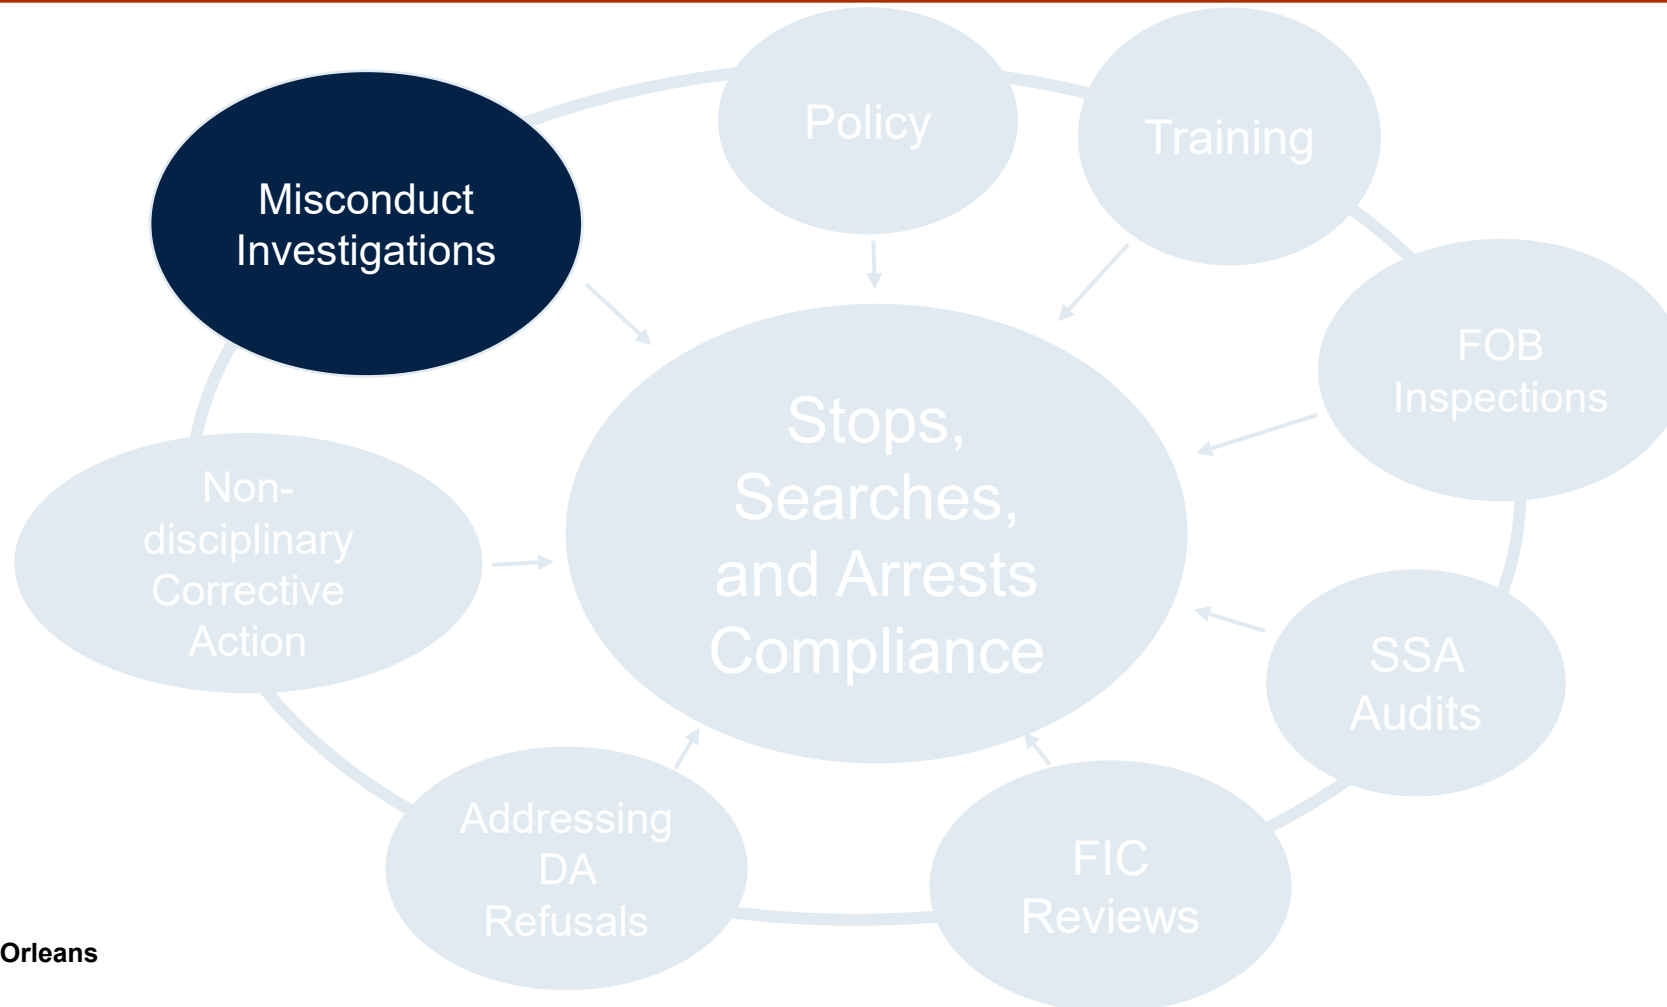 Policy
Training
Misconduct
Investigations
FOB
Inspections
Stops,
Searches,
and Arrests
Compliance
Non-
disciplinary
Corrective
Action
SSA
Audits
Addressing
DA
Refusals
FIC
Reviews
Orleans